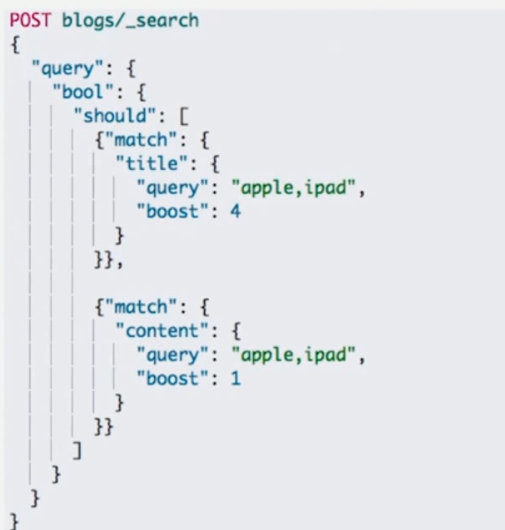 POST blogs/_search
{
  "query": {
    "bool": {
      "should": [
        {"match": {
          "title": {
            "query": "apple,ipad",
            "boost": 4
          }
        }},
        {"match": {
          "content": {
            "query": "apple,ipad",
            "boost": 1
          }
        }}
      ]
    }
  }
}